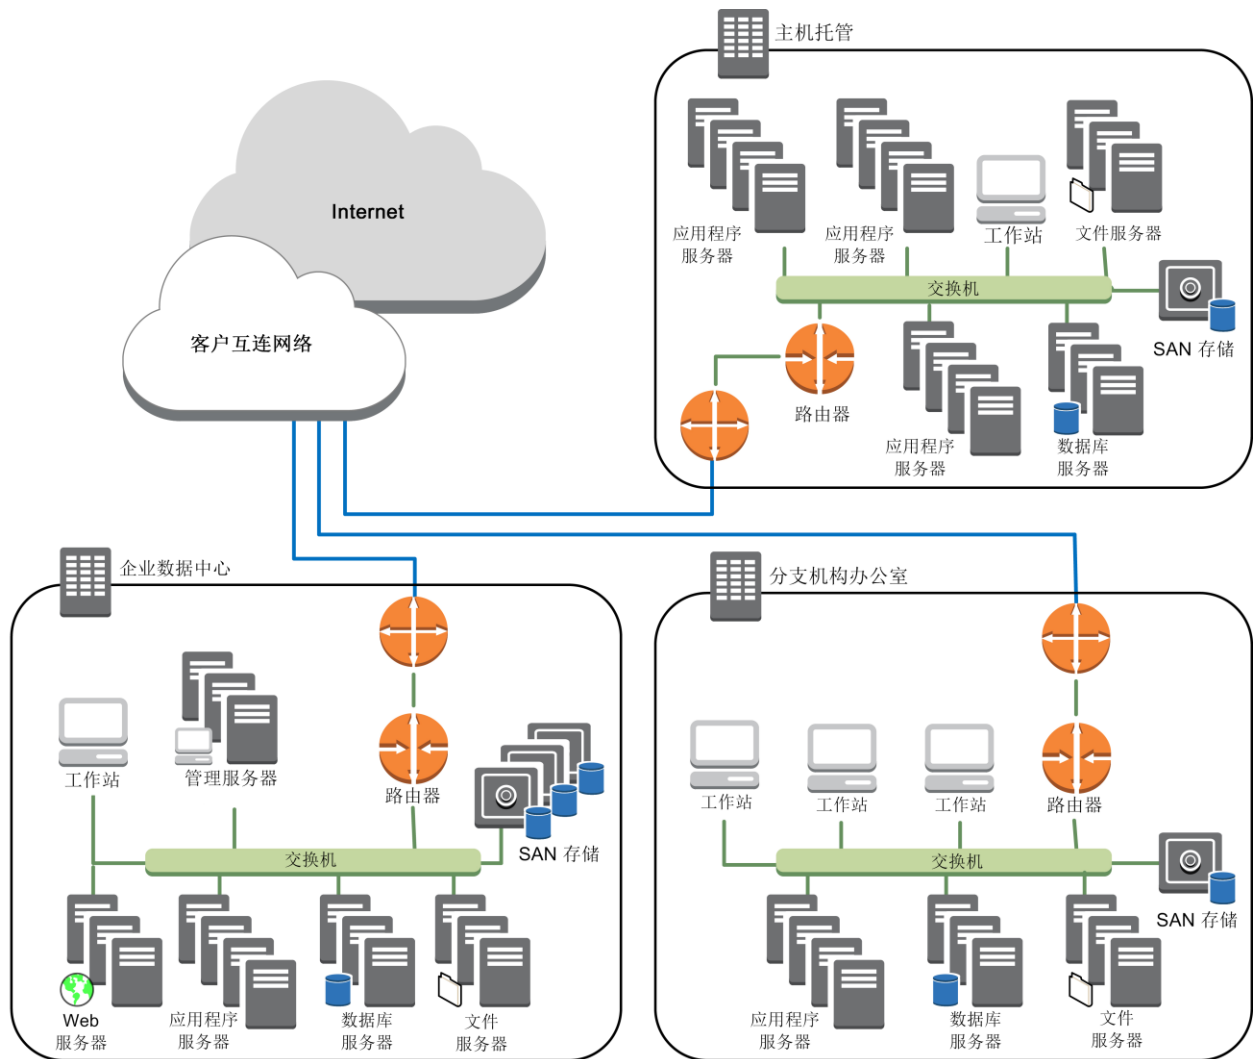 主机托管
Internet
客户互连网络
应用程序
服务器
应用程序
服务器
工作站
文件服务器
交换机
SAN 存储
路由器
应用程序
服务器
数据库
服务器
企业数据中心
工作站
管理服务器
路由器
SAN 存储
交换机
Web
服务器
应用程序
服务器
数据库
服务器
文件
服务器
分支机构办公室
工作站
工作站
工作站
路由器
交换机
SAN 存储
应用程序
服务器
数据库
服务器
文件
服务器